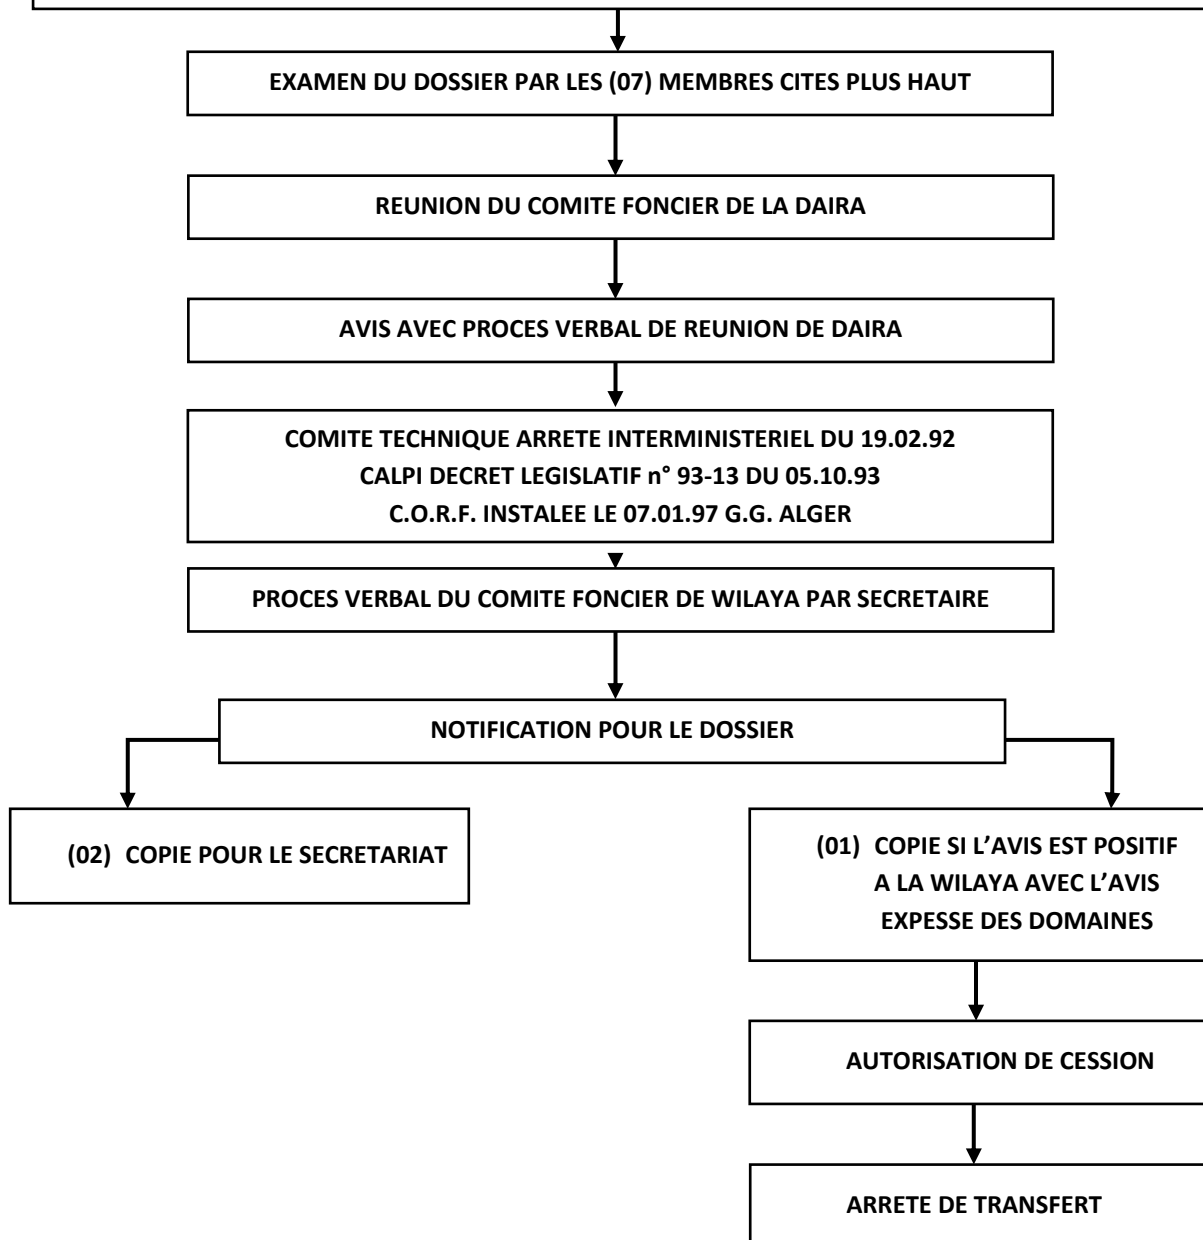 EXAMEN DU DOSSIER PAR LES (07) MEMBRES CITES PLUS HAUT
REUNION DU COMITE FONCIER DE LA DAIRA
AVIS AVEC PROCES VERBAL DE REUNION DE DAIRA
COMITE TECHNIQUE ARRETE INTERMINISTERIEL DU 19.02.92
CALPI DECRET LEGISLATIF n° 93-13 DU 05.10.93
C.O.R.F. INSTALEE LE 07.01.97 G.G. ALGER
PROCES VERBAL DU COMITE FONCIER DE WILAYA PAR SECRETAIRE
NOTIFICATION POUR LE DOSSIER
(02) COPIE POUR LE SECRETARIAT
(01) COPIE SI L'AVIS EST POSITIF
A LA WILAYA AVEC L'AVIS
EXPESSE DES DOMAINES
AUTORISATION DE CESSION
ARRETE DE TRANSFERT